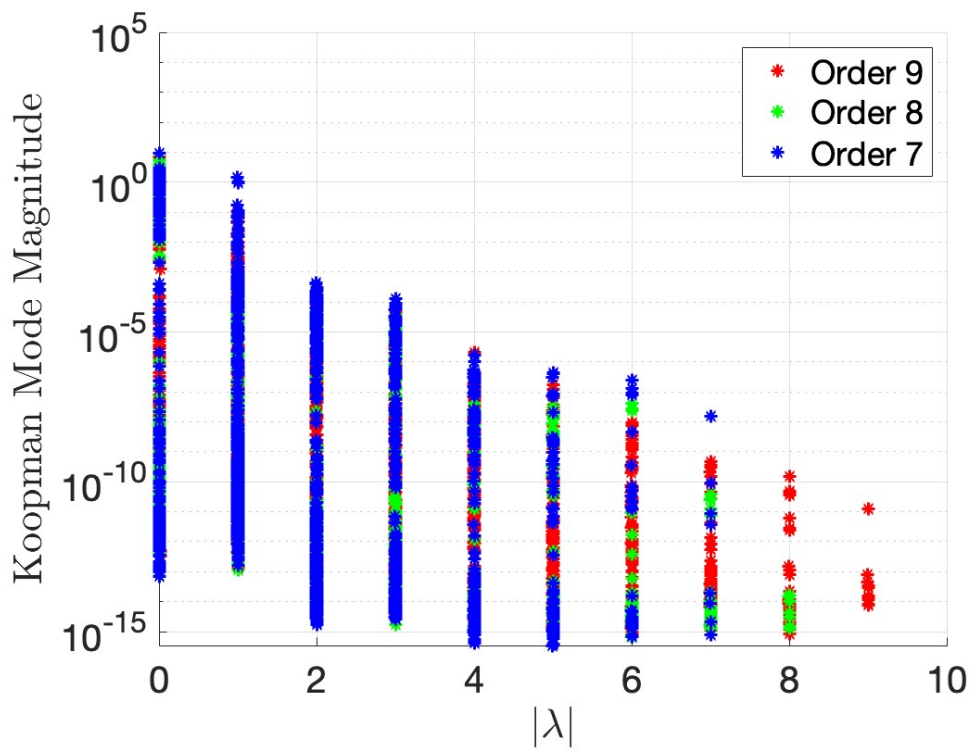 Koopman Mode Magnitude
10^5
10^0
10^-5
10^-10
10^-15
0 2 4 6 8 10
|λ|
Order 9
Order 8
Order 7